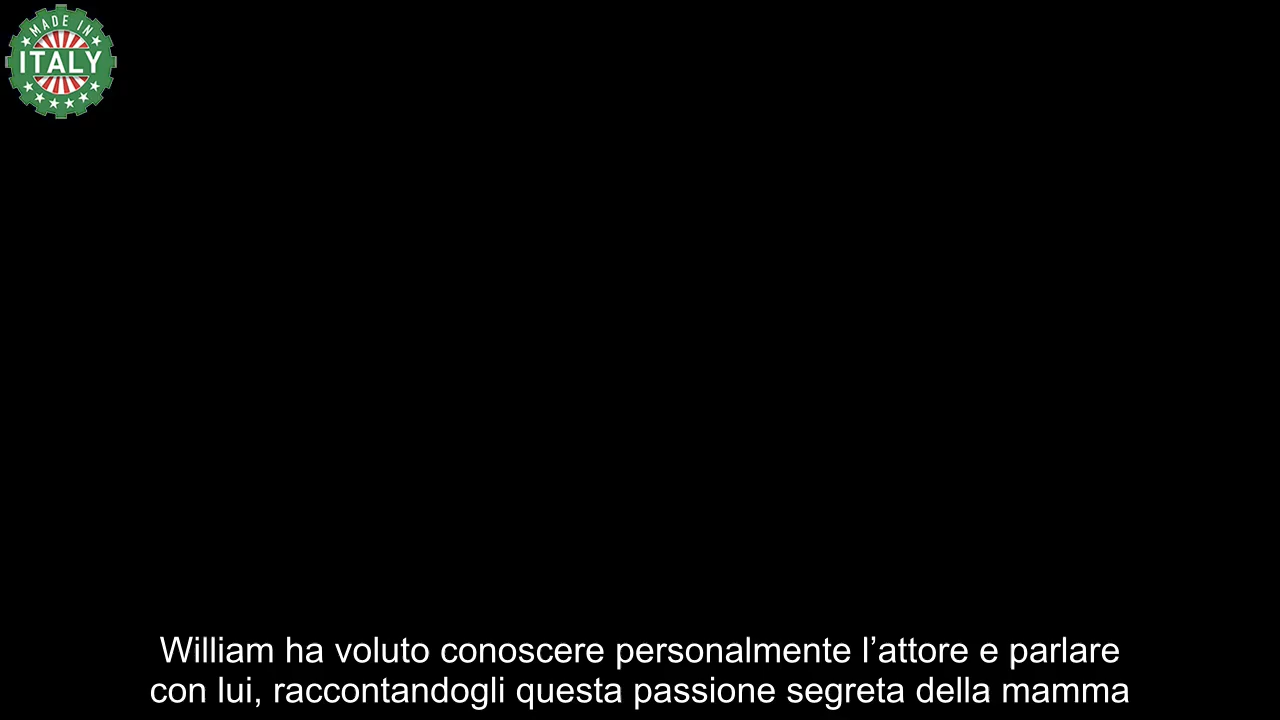 MADE IN
ITALY
William ha voluto conoscere personalmente l’attore e parlare
con lui, raccontandogli questa passione segreta della mamma